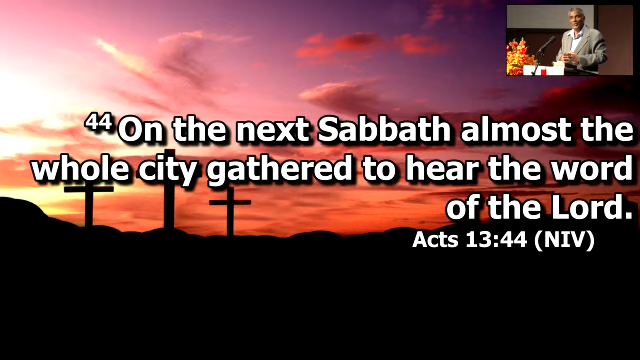 44 On the next Sabbath almost the
whole city gathered to hear the word
of the Lord.
Acts 13:44 (NIV)